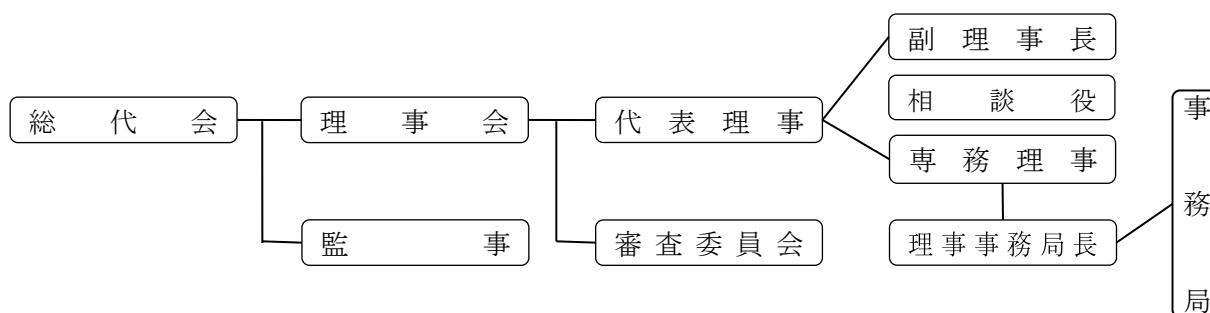 総代会
理事会
監事
代表理事
審査委員会
副理事長
相談役
専務理事
理事事務局長
事務局